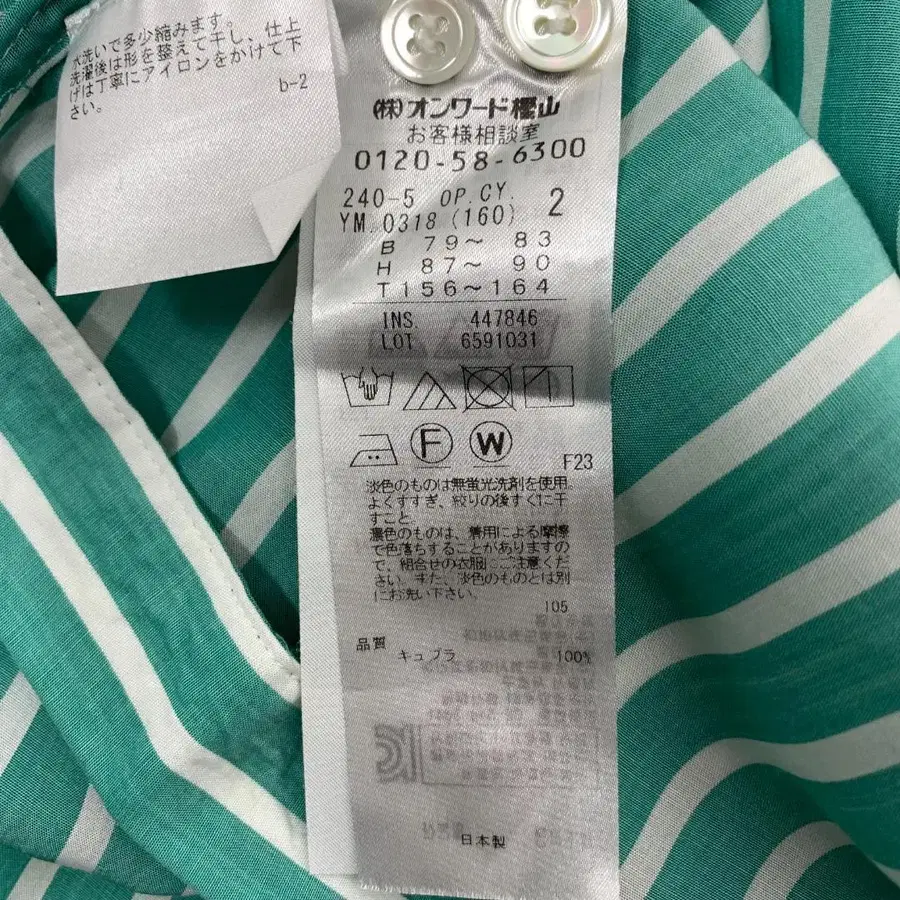 水洗いで多少縮みます。
洗濯後は形を整えて干し、仕上
げは丁寧にアイロンをかけて下
さい。
b-2
(株)オンワード樫山
お客様相談室
0120-58-6300
240-5 OP.CY. 2
YM.0318 (160)
B 79～ 83
H 87～ 90
T156～164
INS. 447846
LOT 6591031
F W
F23
淡色のものは無蛍光洗剤を使用。
よくすすぎ、絞りの後すぐに干
すこと。
濃色のものは、着用による摩擦
で色落ちすることがありますの
で、組合せの衣服にご注意下さ
い。また、淡色のものとは別
にお洗い下さい。
105
品質
キュプラ 100%
日本製